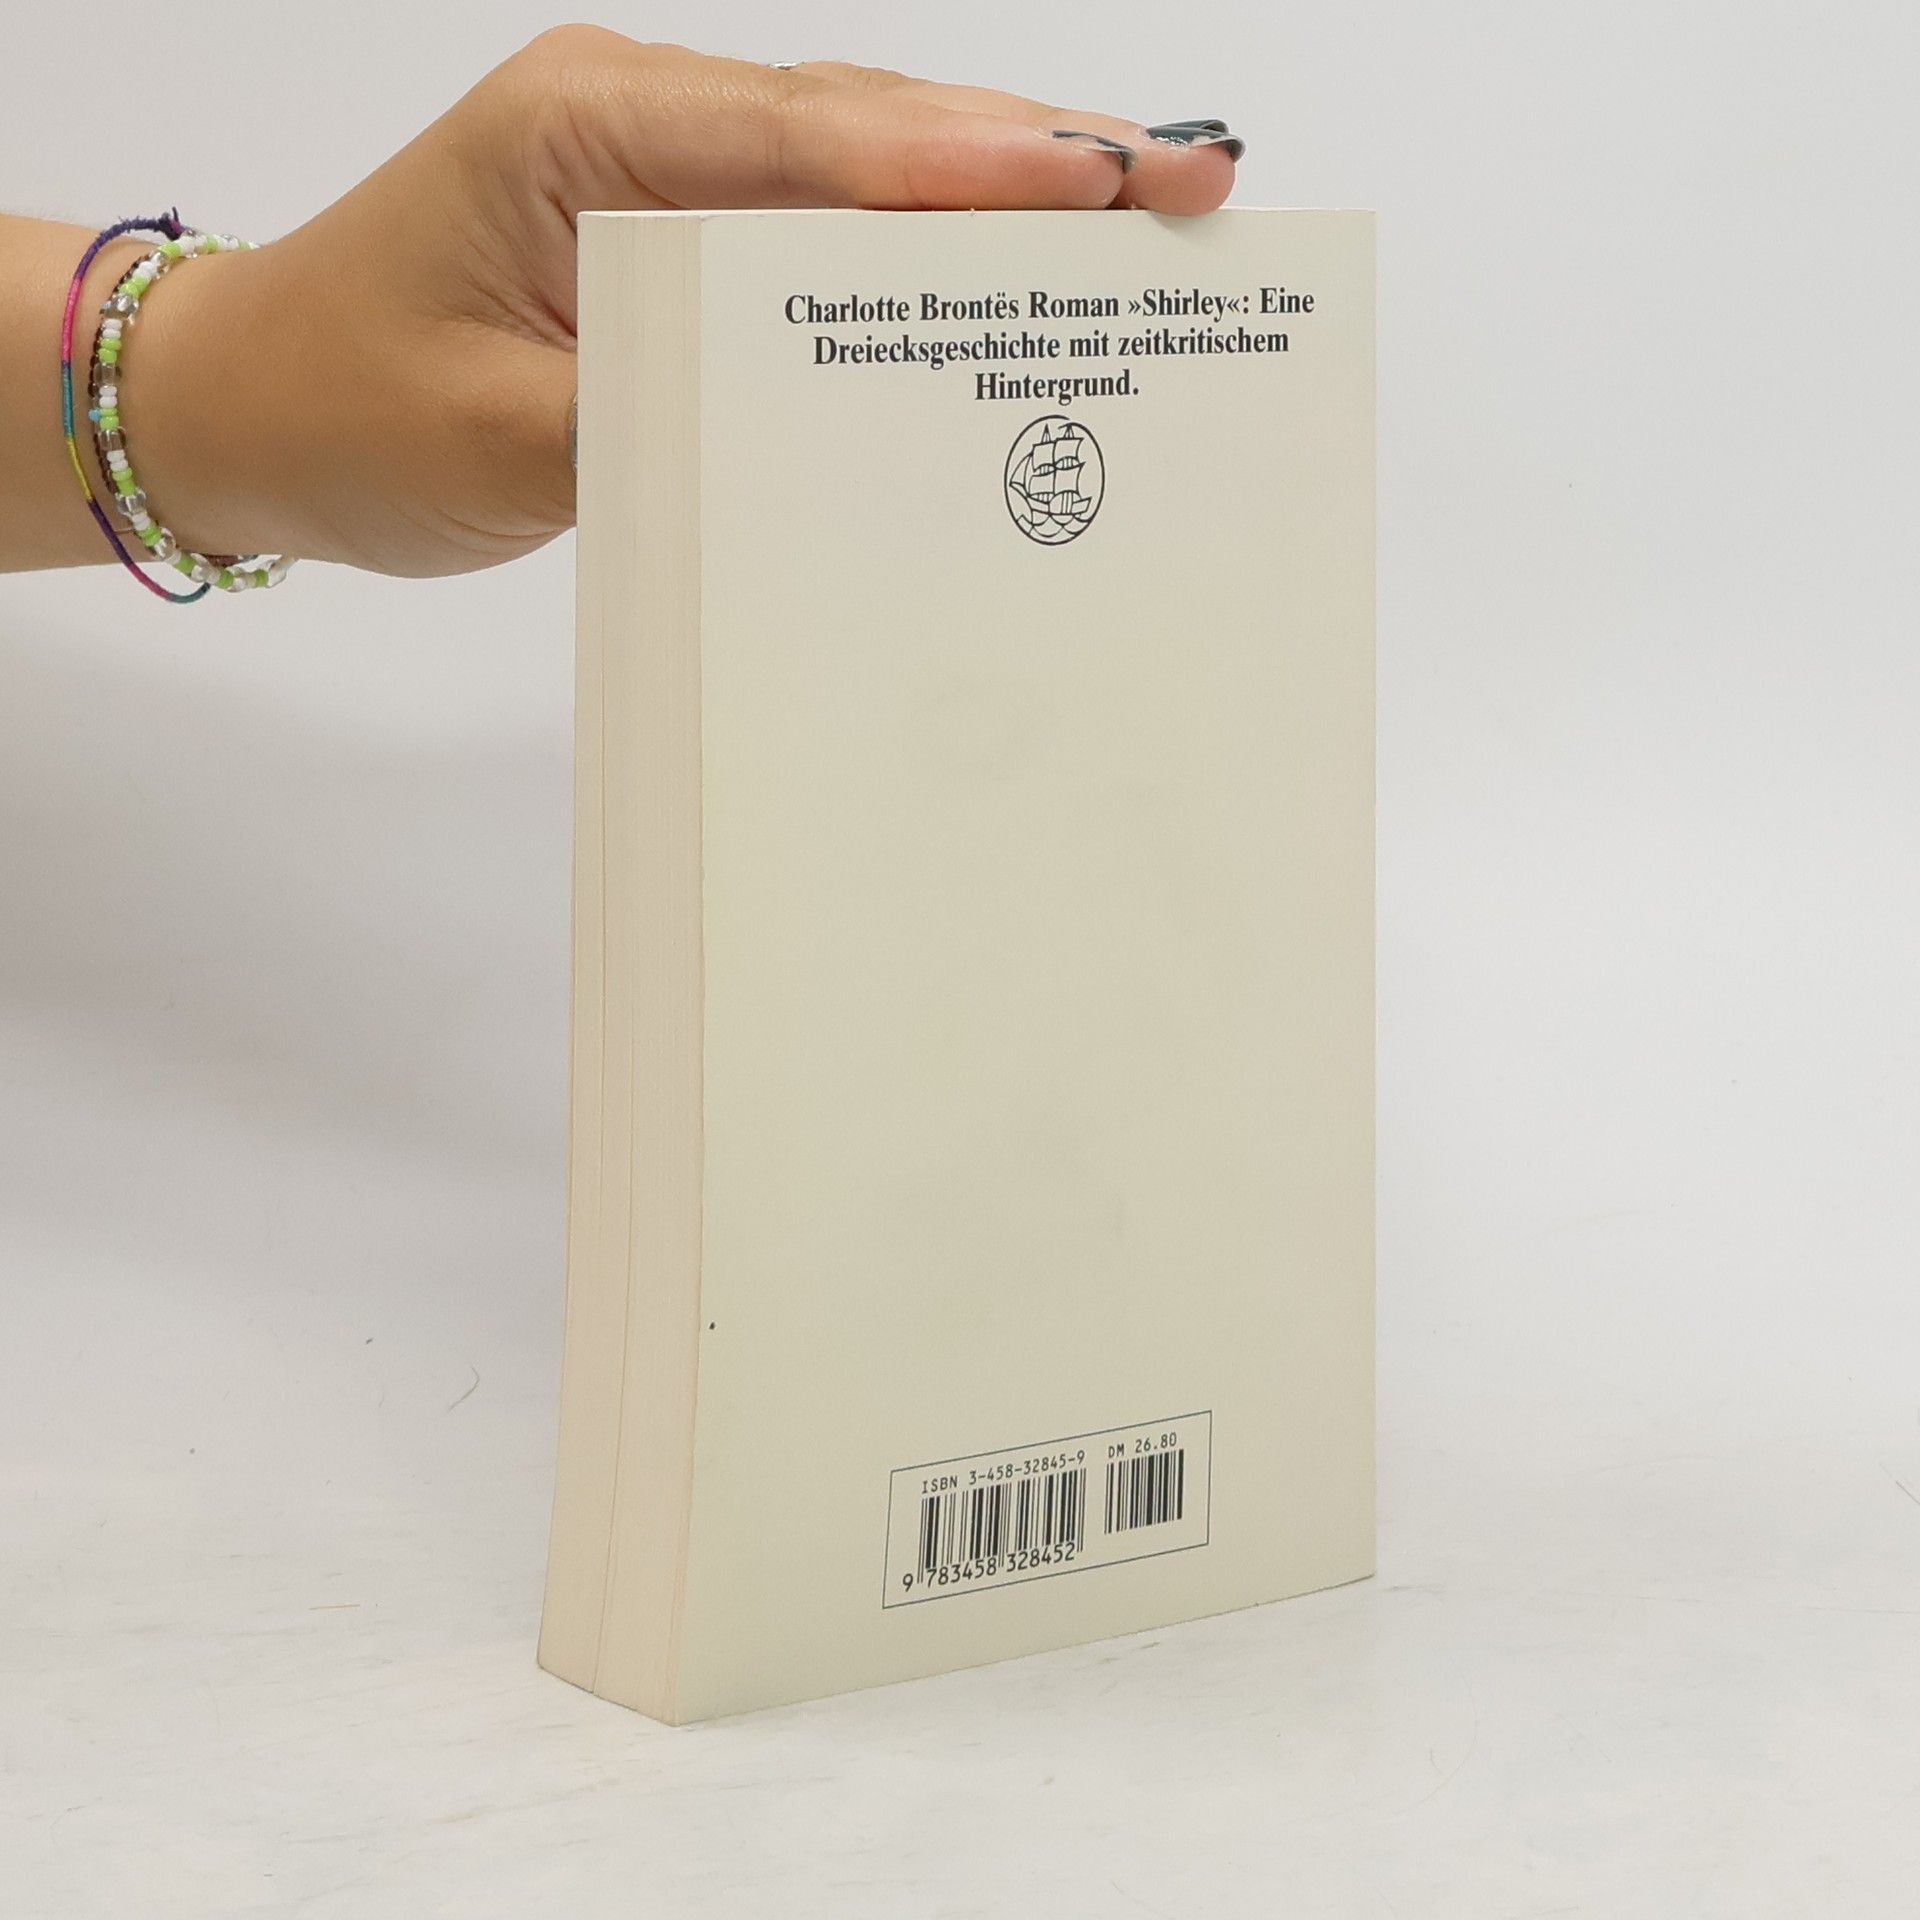 Charlotte Brontës Roman »Shirley«: Eine
Dreiecksgeschichte mit zeitkritischem
Hintergrund.
ISBN 3-458-32845-9 DM 26.80
9 783458 328452